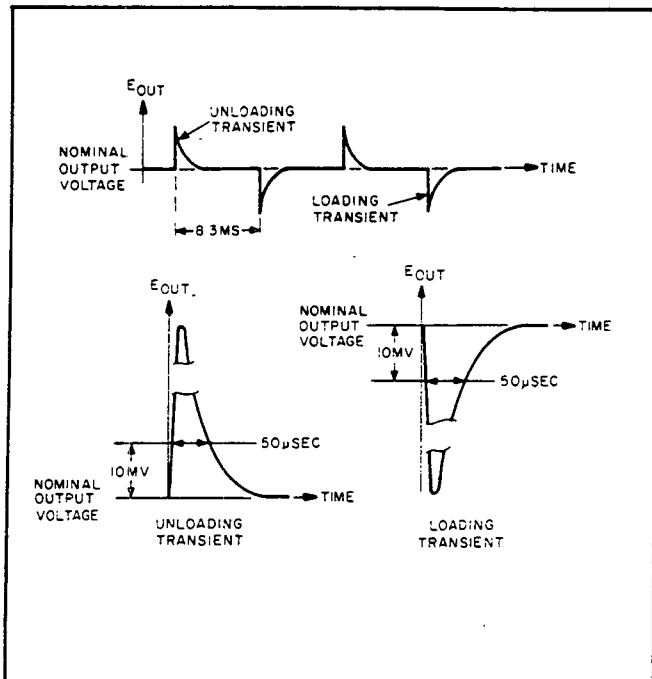 EOUT
UNLOADING
TRANSIENT
NOMINAL
OUTPUT
VOLTAGE
TIME
8.3MS
LOADING
TRANSIENT
EOUT
10MV
50µSEC
NOMINAL
OUTPUT
VOLTAGE
TIME
UNLOADING
TRANSIENT
EOUT
NOMINAL
OUTPUT
VOLTAGE
TIME
10MV
50µSEC
LOADING
TRANSIENT